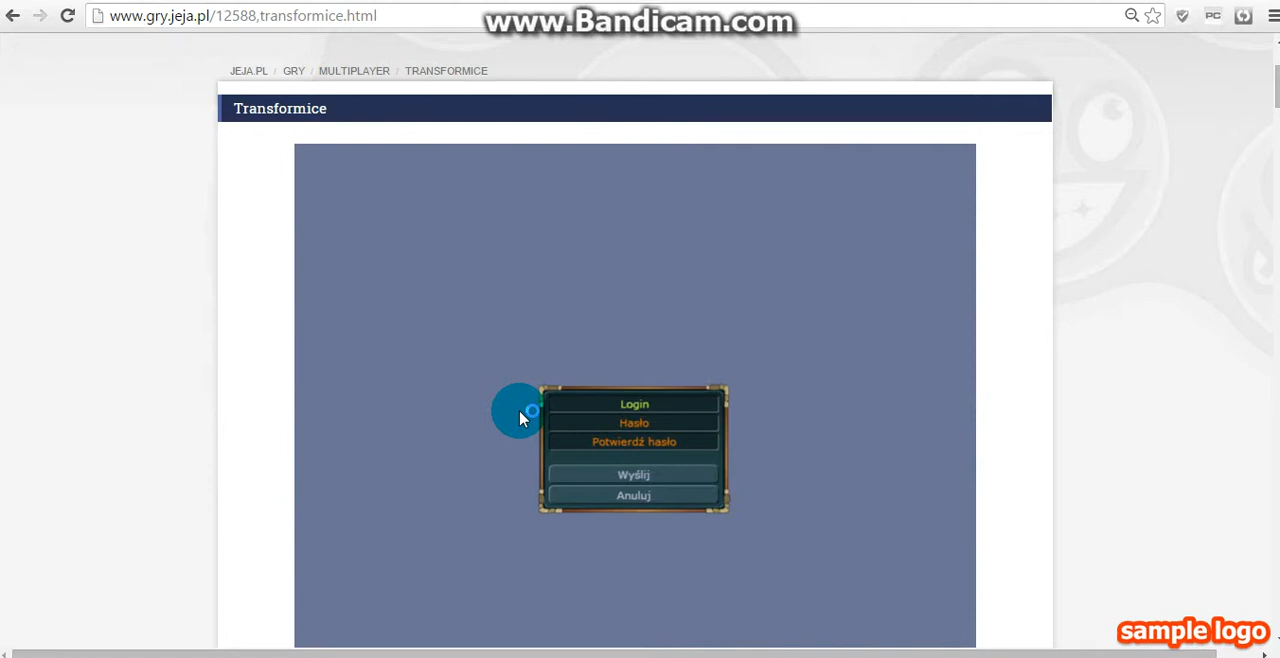 www.gry.jeja.pl/12588,transformice.html
www.Bandicam.com
PC
JEJA.PL / GRY / MULTIPLAYER / TRANSFORMICE
Transformice
Login
Hasło
Potwierdź hasło
Wyślij
Anuluj
sample logo